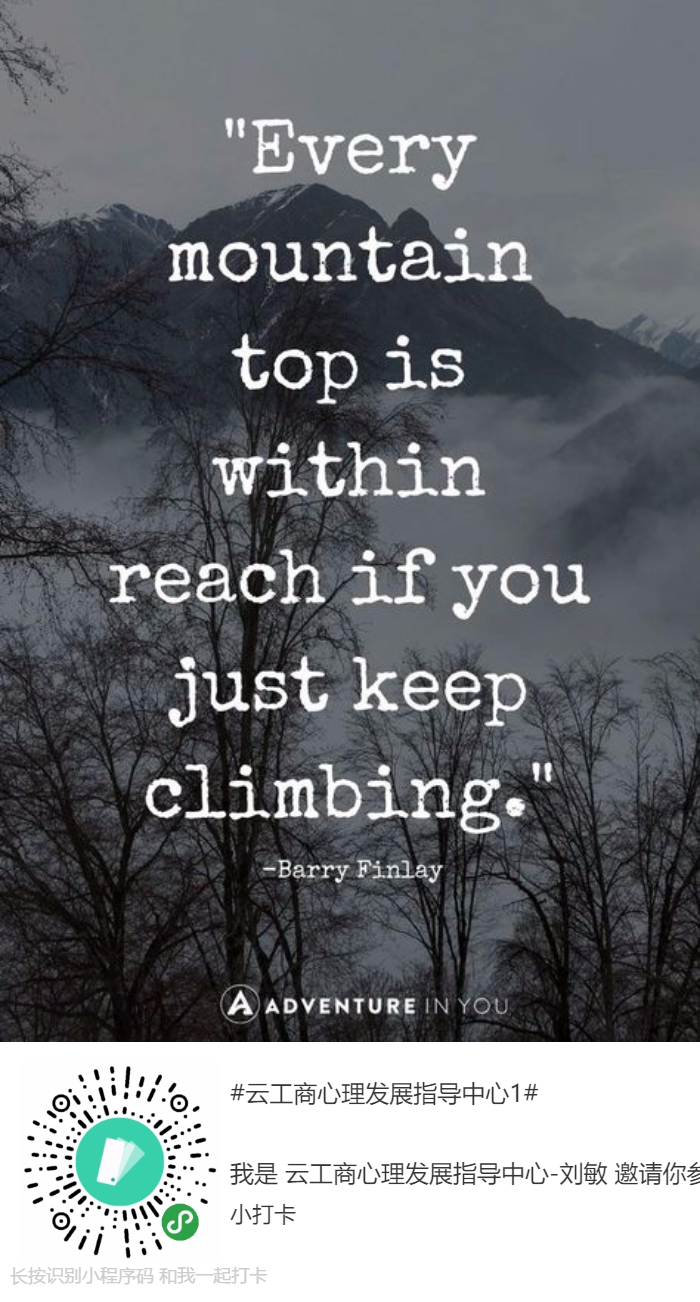 "Every
mountain
top is
within
reach if you
just keep
climbing."
-Barry Finlay
A ADVENTURE IN YOU
#云工商心理发展指导中心1#
我是 云工商心理发展指导中心-刘敏 邀请你参
小打卡
长按识别小程序码 和我一起打卡